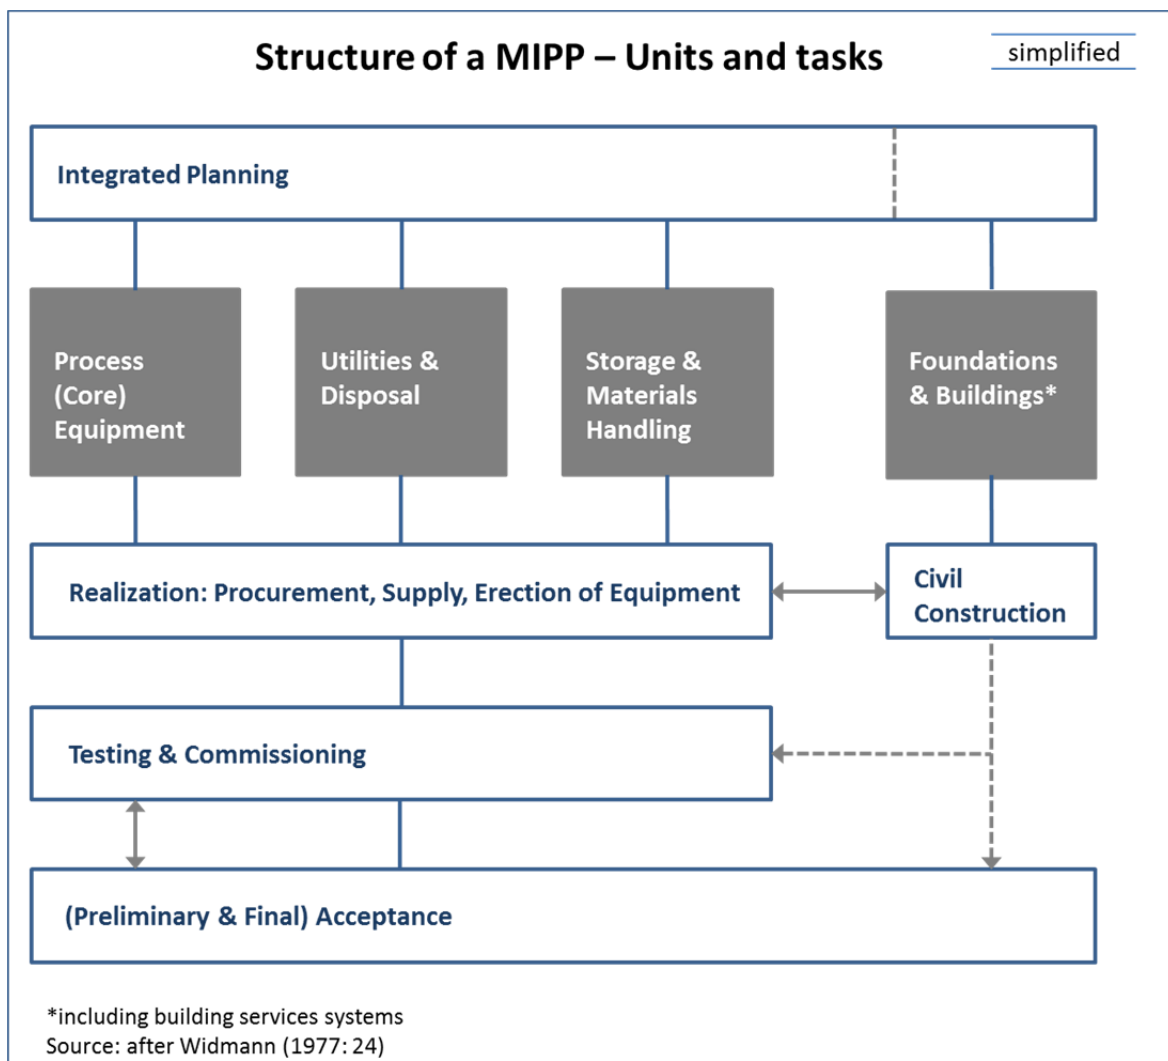 Structure of a MIPP – Units and tasks
simplified
Integrated Planning
Process
(Core)
Equipment
Utilities &
Disposal
Storage &
Materials
Handling
Foundations
& Buildings*
Realization: Procurement, Supply, Erection of Equipment
Civil
Construction
Testing & Commissioning
(Preliminary & Final) Acceptance
*including building services systems
Source: after Widmann (1977: 24)